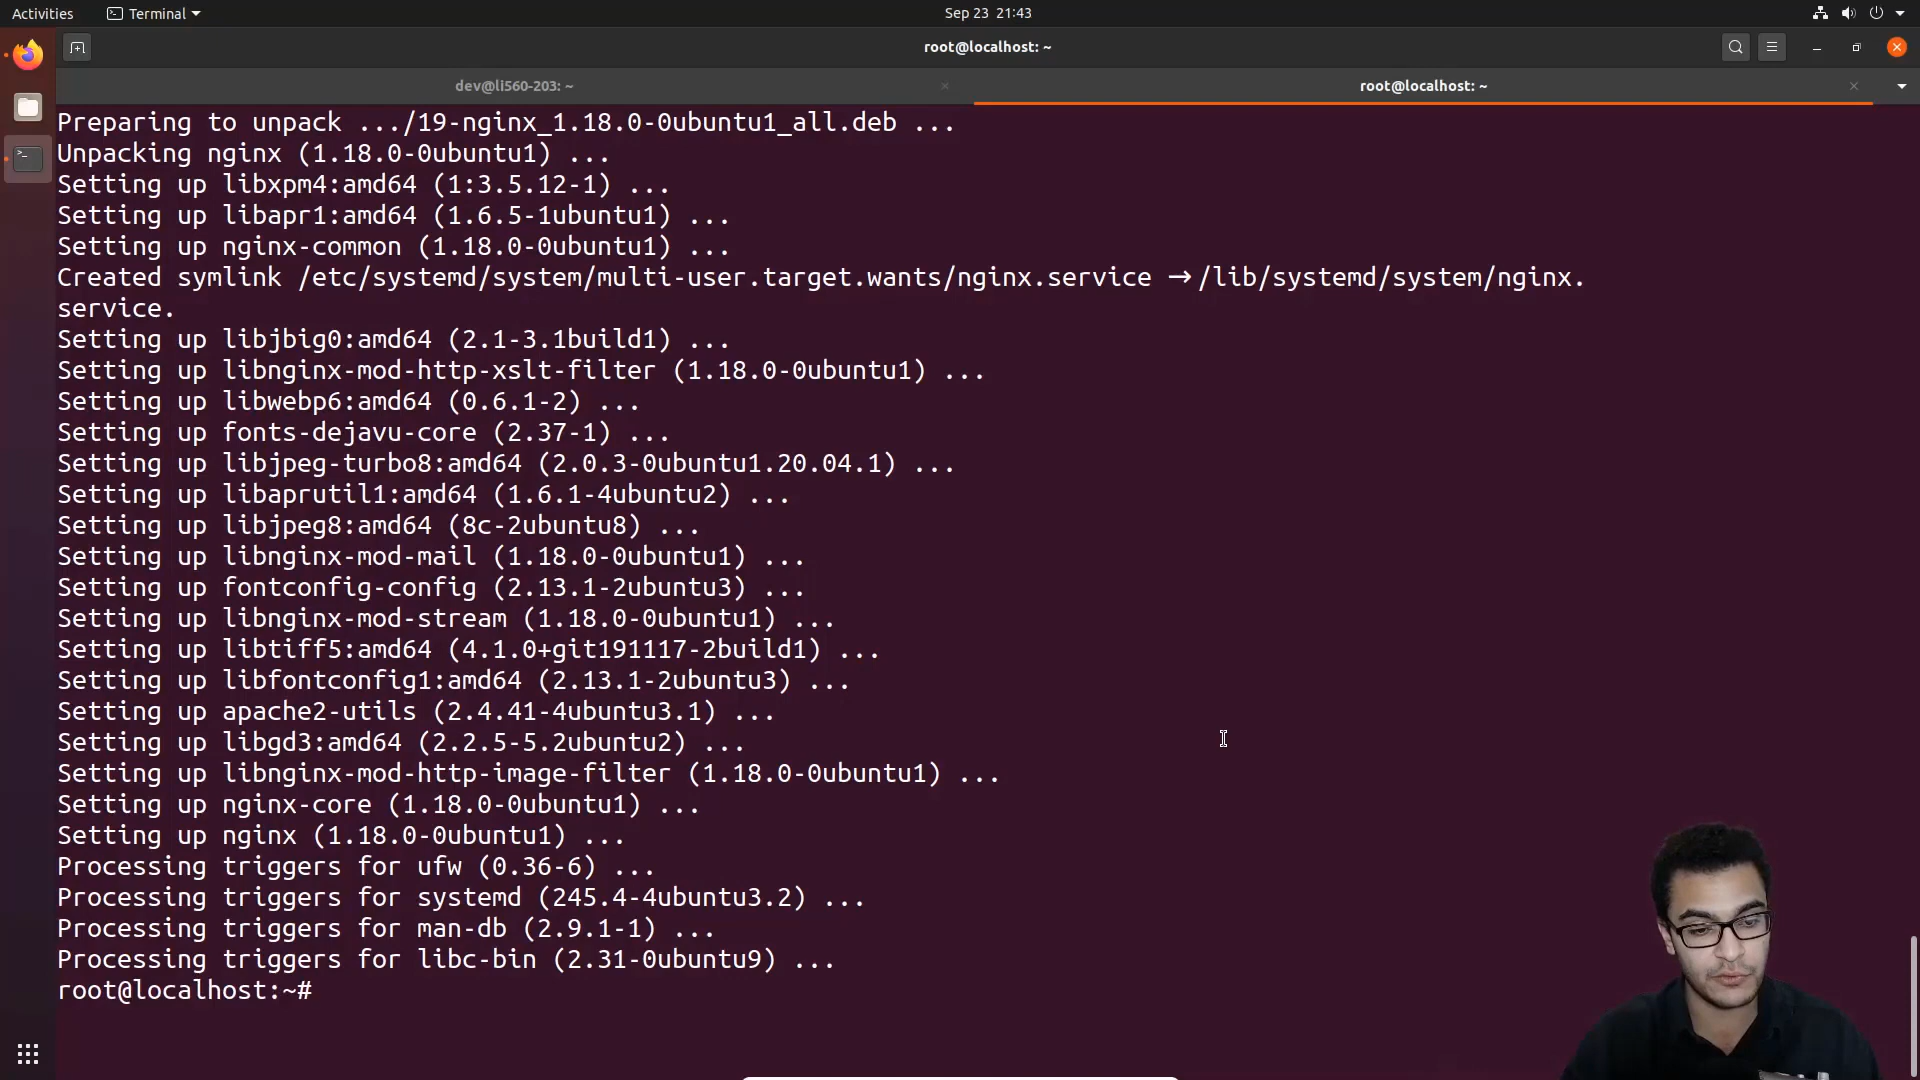 Activities
Terminal
Sep 23 21:43
root@localhost: ~
dev@li560-203: ~
root@localhost: ~
Preparing to unpack .../19-nginx_1.18.0-0ubuntu1_all.deb ...
Unpacking nginx (1.18.0-0ubuntu1) ...
Setting up libxpm4:amd64 (1:3.5.12-1) ...
Setting up libapr1:amd64 (1.6.5-1ubuntu1) ...
Setting up nginx-common (1.18.0-0ubuntu1) ...
Created symlink /etc/systemd/system/multi-user.target.wants/nginx.service → /lib/systemd/system/nginx.
service.
Setting up libjbig0:amd64 (2.1-3.1build1) ...
Setting up libnginx-mod-http-xslt-filter (1.18.0-0ubuntu1) ...
Setting up libwebp6:amd64 (0.6.1-2) ...
Setting up fonts-dejavu-core (2.37-1) ...
Setting up libjpeg-turbo8:amd64 (2.0.3-0ubuntu1.20.04.1) ...
Setting up libaprutil1:amd64 (1.6.1-4ubuntu2) ...
Setting up libjpeg8:amd64 (8c-2ubuntu8) ...
Setting up libnginx-mod-mail (1.18.0-0ubuntu1) ...
Setting up fontconfig-config (2.13.1-2ubuntu3) ...
Setting up libnginx-mod-stream (1.18.0-0ubuntu1) ...
Setting up libtiff5:amd64 (4.1.0+git191117-2build1) ...
Setting up libfontconfig1:amd64 (2.13.1-2ubuntu3) ...
Setting up apache2-utils (2.4.41-4ubuntu3.1) ...
Setting up libgd3:amd64 (2.2.5-5.2ubuntu2) ...
Setting up libnginx-mod-http-image-filter (1.18.0-0ubuntu1) ...
Setting up nginx-core (1.18.0-0ubuntu1) ...
Setting up nginx (1.18.0-0ubuntu1) ...
Processing triggers for ufw (0.36-6) ...
Processing triggers for systemd (245.4-4ubuntu3.2) ...
Processing triggers for man-db (2.9.1-1) ...
Processing triggers for libc-bin (2.31-0ubuntu9) ...
root@localhost:~#